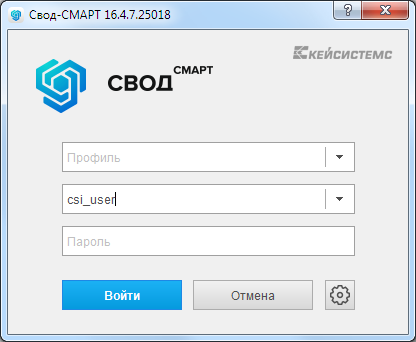 Свод-СМАРТ 16.4.7.25018
КЕЙСИСТЕМС
СВОД СМАРТ
Профиль
csi_user
Пароль
Войти
Отмена